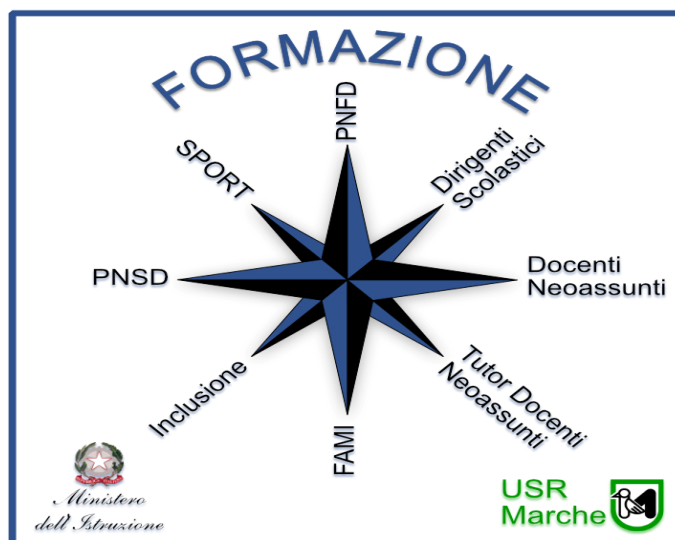 FORMAZIONE
PNFD
SPORT
Dirigenti
Scolastici
PNSD
Docenti
Neoassunti
Inclusione
Tutor Docenti
Neoassunti
FAMI
Ministero
dell'Istruzione
USR
Marche